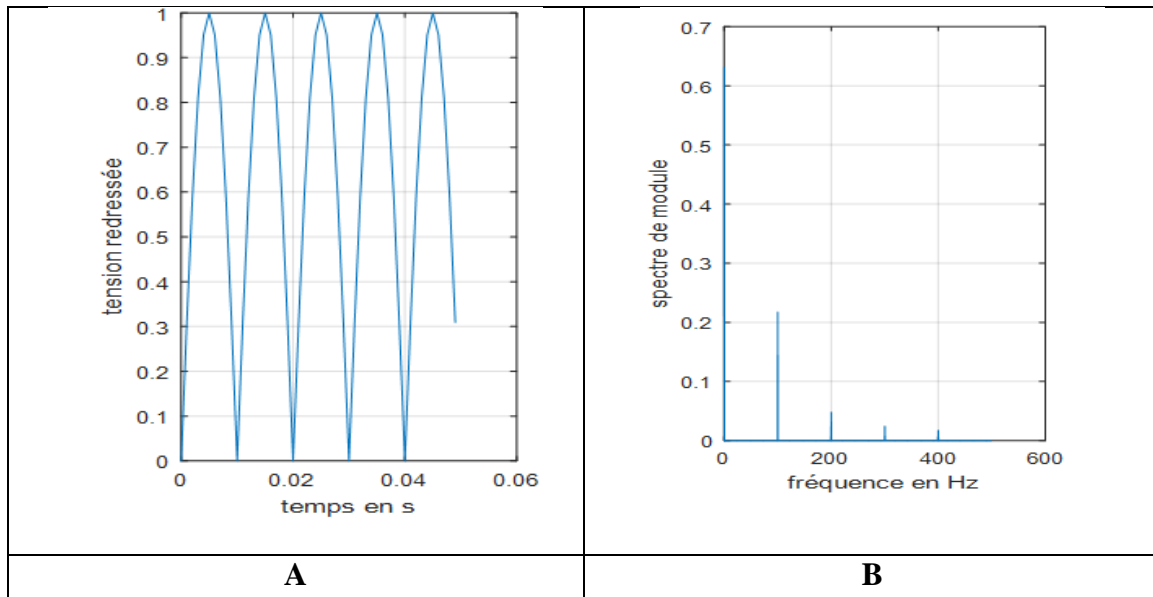 1
0.9
0.8
0.7
0.6
0.5
0.4
0.3
0.2
0.1
0
tension redressée
0 0.02 0.04 0.06
temps en s
0.7
0.6
0.5
0.4
0.3
0.2
0.1
0
spectre de module
0 200 400 600
fréquence en Hz
A B